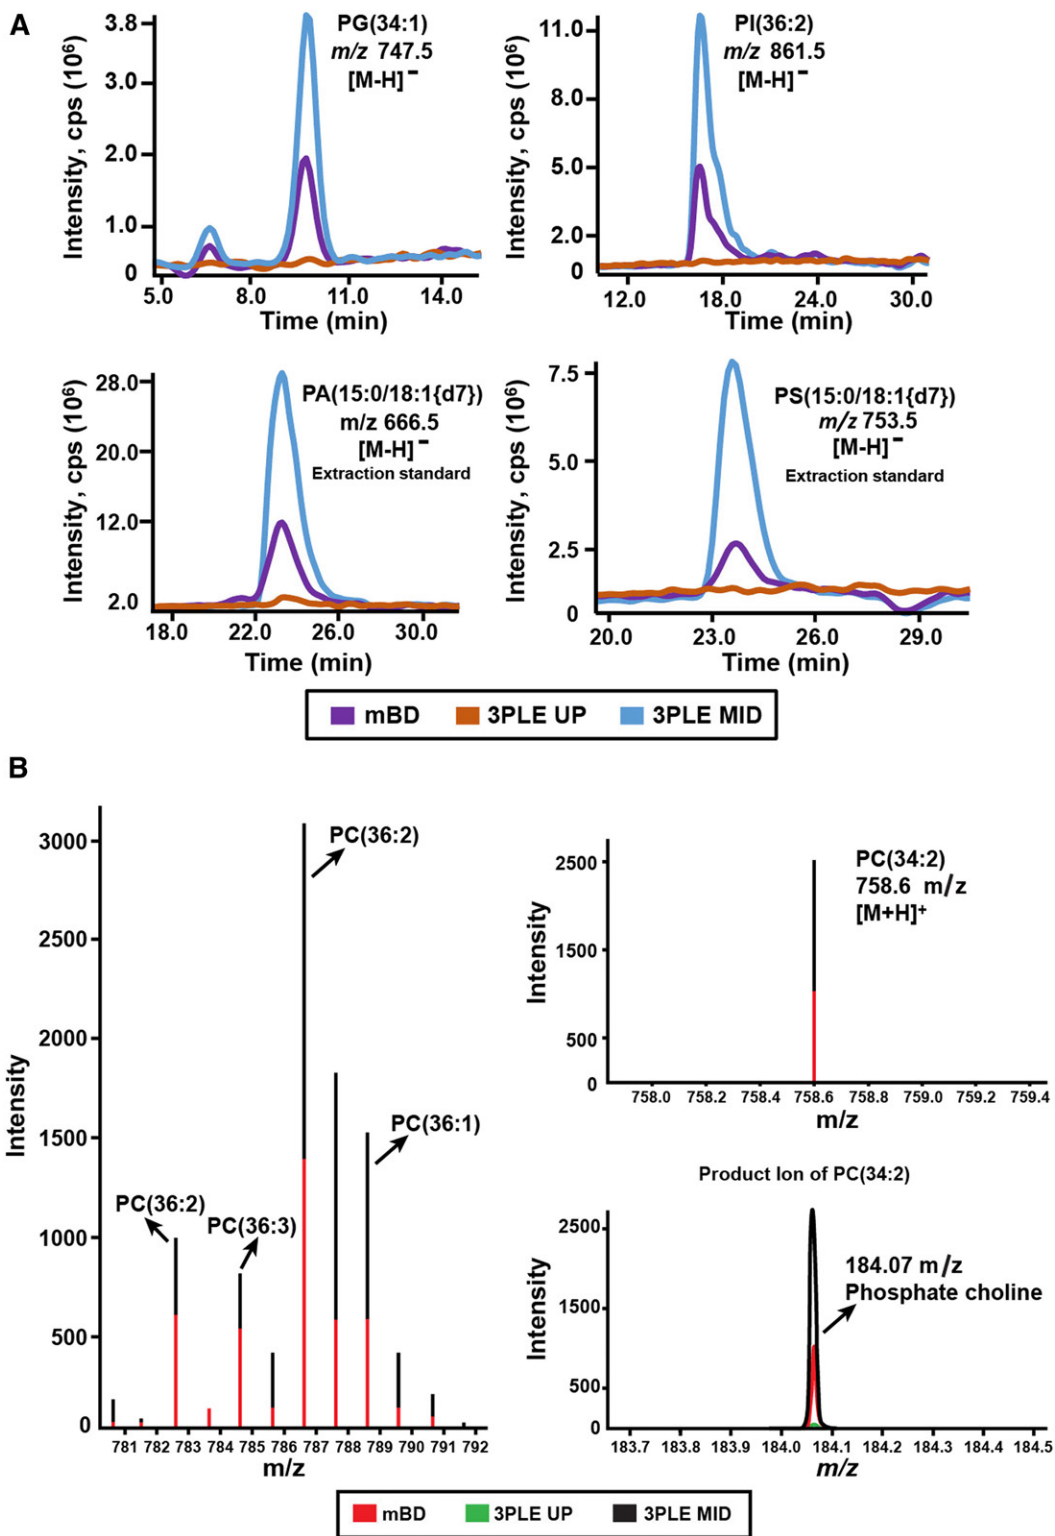 A
PG(34:1)
m/z 747.5
[M-H]⁻
Intensity, cps (10⁶)
3.8
3.0
2.0
1.0
0
5.0 8.0 11.0 14.0
Time (min)
PI(36:2)
m/z 861.5
[M-H]⁻
Intensity, cps (10⁶)
11.0
8.0
5.0
2.0
0
12.0 18.0 24.0 30.0
Time (min)
PA(15:0/18:1{d7})
m/z 666.5
[M-H]⁻
Extraction standard
Intensity, cps (10⁶)
28.0
20.0
12.0
2.0
18.0 22.0 26.0 30.0
Time (min)
PS(15:0/18:1{d7})
m/z 753.5
[M-H]⁻
Extraction standard
Intensity, cps (10⁶)
7.5
5.0
2.5
0
20.0 23.0 26.0 29.0
Time (min)
mBD 3PLE UP 3PLE MID
B
Intensity
3000
2500
2000
1500
1000
500
0
PC(36:2)
PC(36:1)
PC(36:2)
PC(36:3)
781 782 783 784 785 786 787 788 789 790 791 792
m/z
PC(34:2)
758.6 m/z
[M+H]⁺
Intensity
2500
1500
500
0
758.0 758.2 758.4 758.6 758.8 759.0 759.2 759.4
m/z
Product Ion of PC(34:2)
184.07 m/z
Phosphate choline
Intensity
2500
1500
500
0
183.7 183.8 183.9 184.0 184.1 184.2 184.3 184.4 184.5
m/z
mBD 3PLE UP 3PLE MID